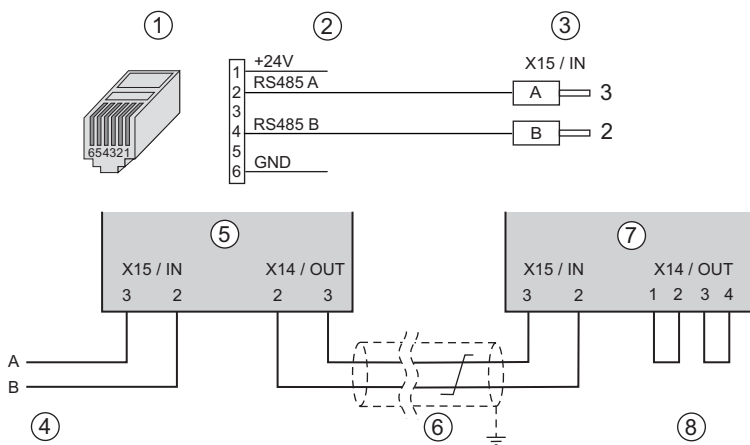 ① ② ③
654321
1 +24V
2 RS485 A
3
4 RS485 B
5
6 GND
X15 / IN
A 3
B 2
⑤ ⑦
X15 / IN X14 / OUT X15 / IN X14 / OUT
3 2 2 3 3 2 1 2 3 4
A
B
④ ⑥ ⑧